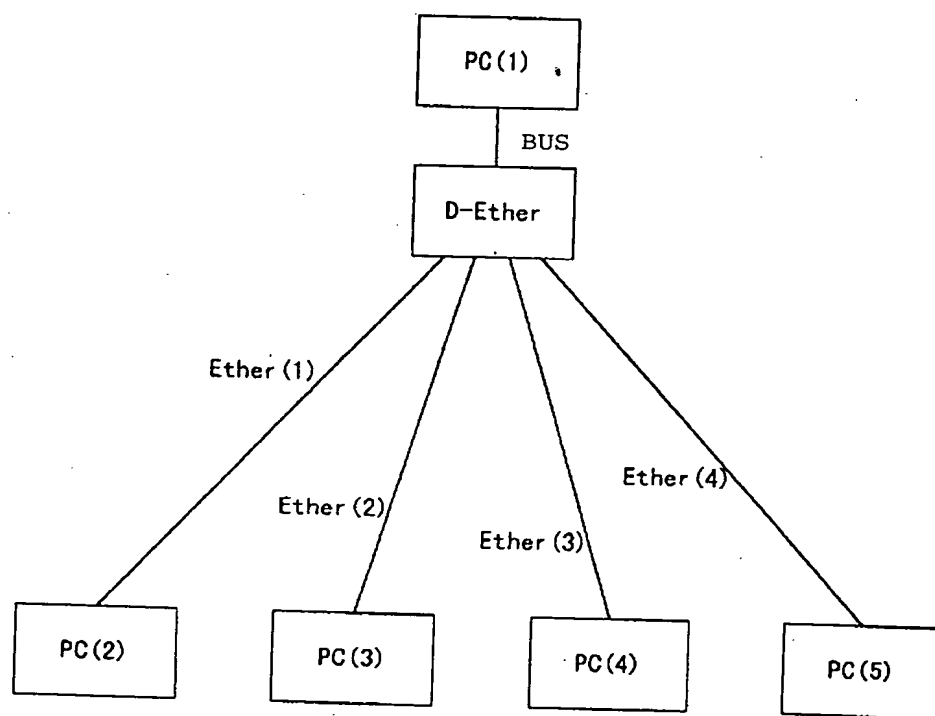 PC(1)
BUS
D-Ether
Ether(1)
Ether(4)
Ether(2)
Ether(3)
PC(2)
PC(3)
PC(4)
PC(5)